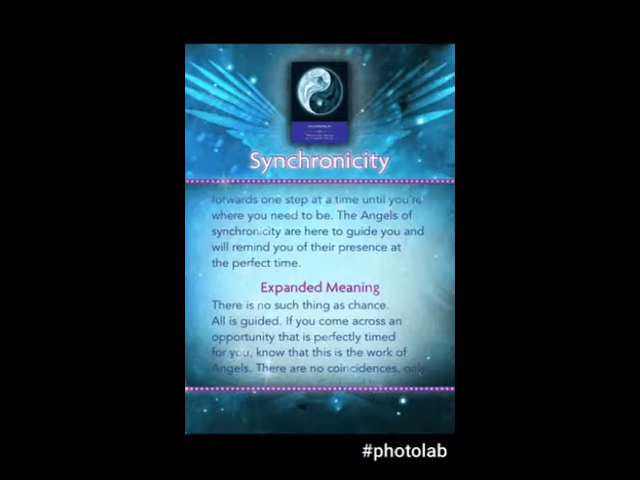 Synchronicity
forwards one step at a time until you're
where you need to be. The Angels of
synchronicity are here to guide you and
will remind you of their presence at
the perfect time.
Expanded Meaning
There is no such thing as chance.
All is guided. If you come across an
opportunity that is perfectly timed
for you, know that this is the work of
Angels. There are no coincidences, only
#photolab